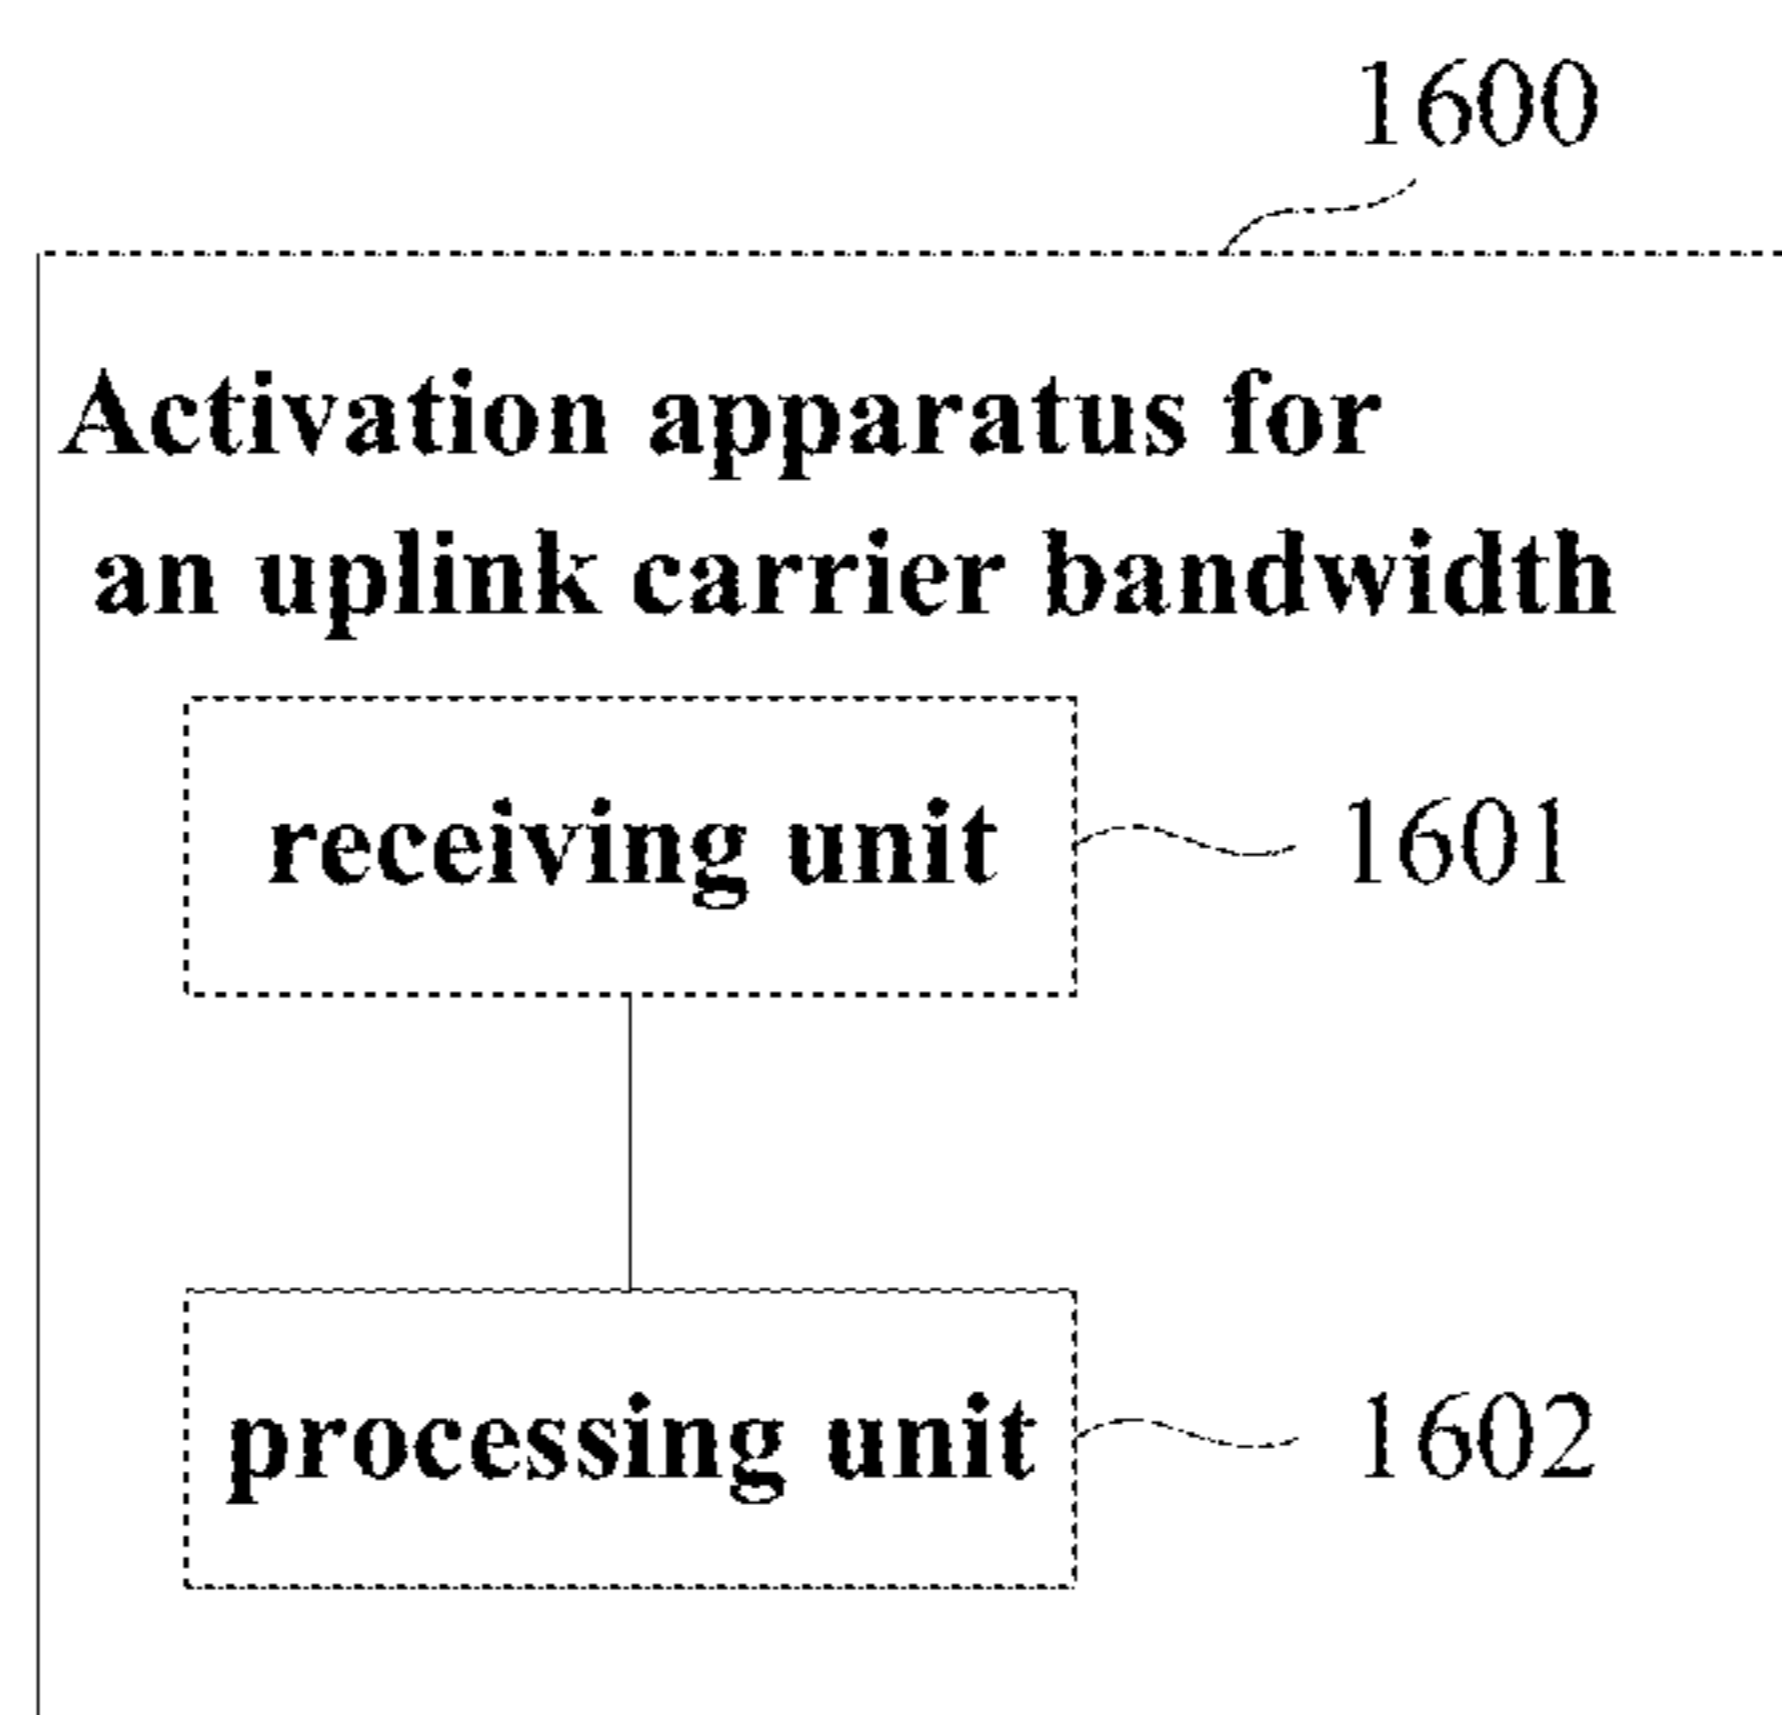 1600
Activation apparatus for
an uplink carrier bandwidth
receiving unit
1601
processing unit
1602